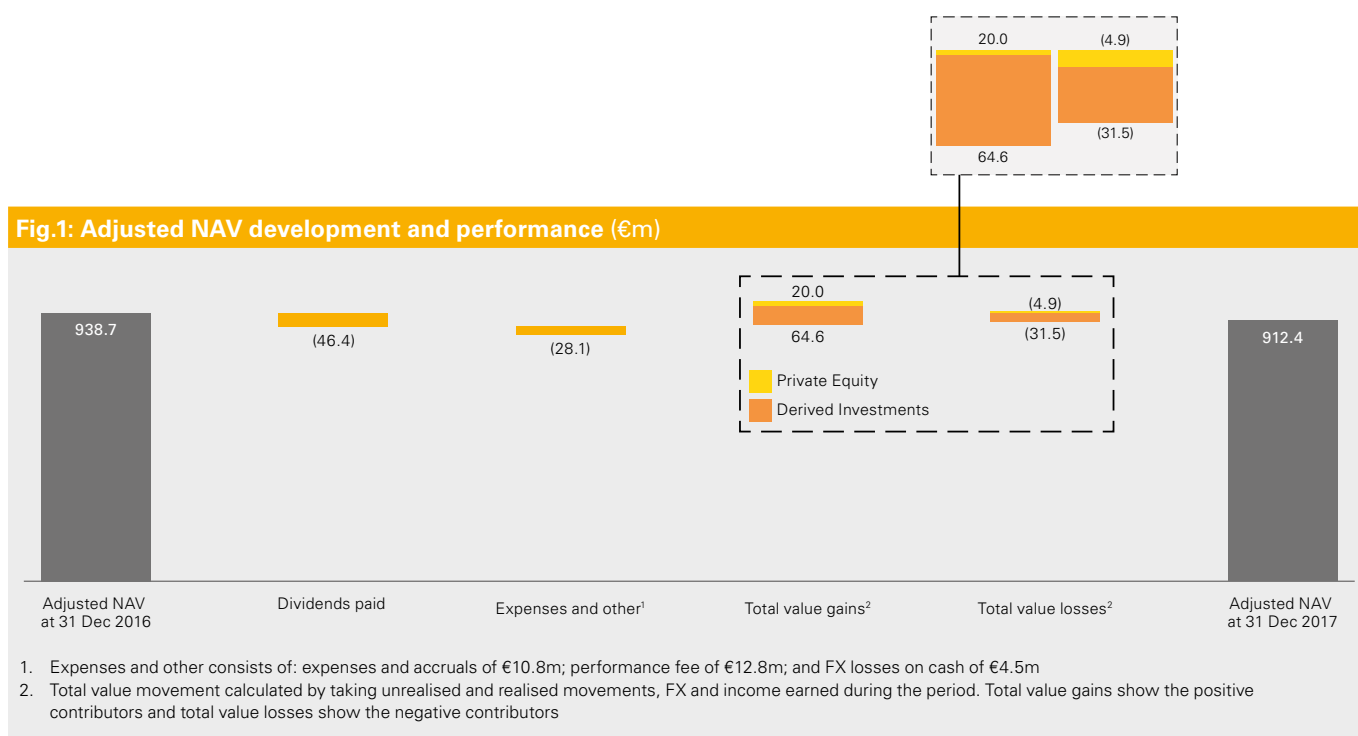 20.0 (4.9)
(31.5)
64.6
Fig.1: Adjusted NAV development and performance (€m)
938.7
(46.4)
(28.1)
20.0
64.6
(4.9)
(31.5)
912.4
Private Equity
Derived Investments
Adjusted NAV
at 31 Dec 2016
Dividends paid
Expenses and other¹
Total value gains²
Total value losses²
Adjusted NAV
at 31 Dec 2017
1. Expenses and other consists of: expenses and accruals of €10.8m; performance fee of €12.8m; and FX losses on cash of €4.5m
2. Total value movement calculated by taking unrealised and realised movements, FX and income earned during the period. Total value gains show the positive
contributors and total value losses show the negative contributors